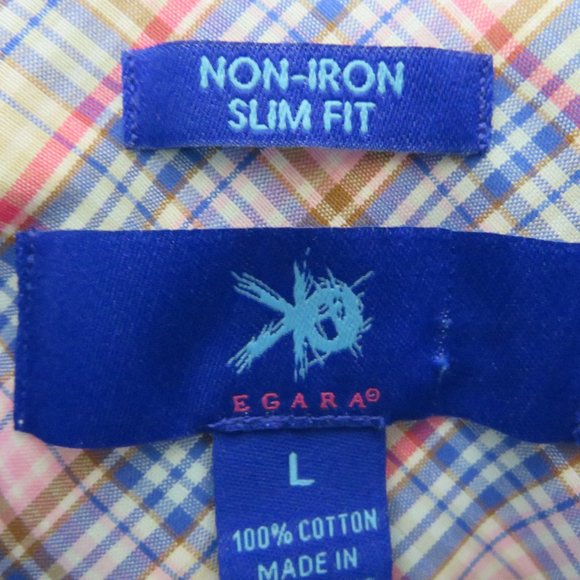 NON-IRON
SLIM FIT
EGARA®
L
100% COTTON
MADE IN